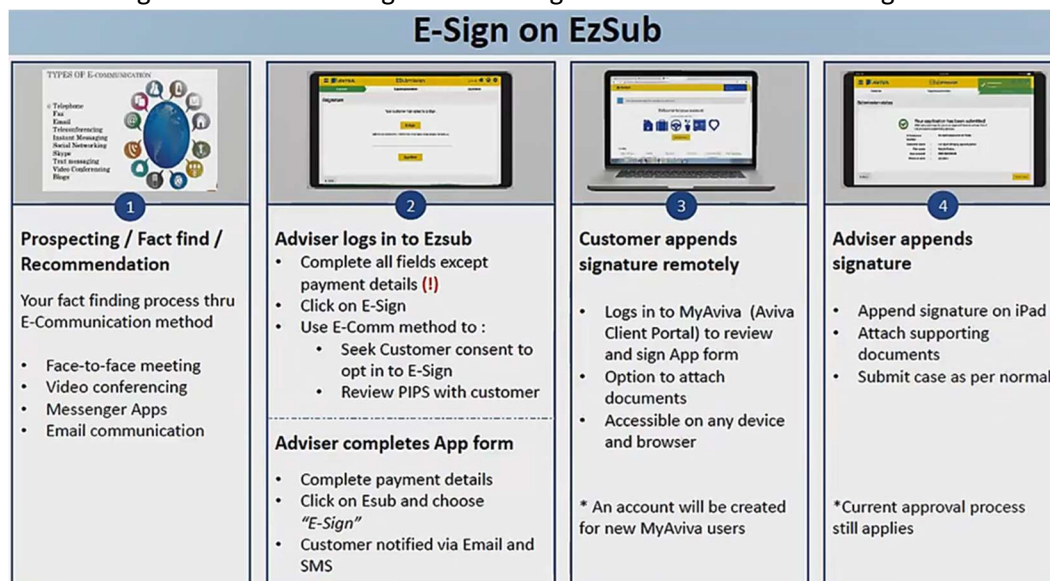 E-Sign on EzSub
TYPES OF E-COMMUNICATION
Telephone
Fax
Email
Teleconferencing
Instant Messaging
Social Networking
Skype
Text messaging
Video Conferencing
Blogs
1
Prospecting / Fact find /
Recommendation
Your fact finding process thru
E-Communication method
• Face-to-face meeting
• Video conferencing
• Messenger Apps
• Email communication
AVIVA
2
Adviser logs in to Ezsub
• Complete all fields except
payment details (!)
• Click on E-Sign
• Use E-Comm method to :
• Seek Customer consent to
opt in to E-Sign
• Review PIPS with customer
Adviser completes App form
• Complete payment details
• Click on Esub and choose
"E-Sign"
• Customer notified via Email and
SMS
3
Customer appends
signature remotely
• Logs in to MyAviva (Aviva
Client Portal) to review
and sign App form
• Option to attach
documents
• Accessible on any device
and browser
* An account will be created
for new MyAviva users
AVIVA
Your application has been submitted
4
Adviser appends
signature
• Append signature on iPad
• Attach supporting
documents
• Submit case as per normal
*Current approval process
still applies